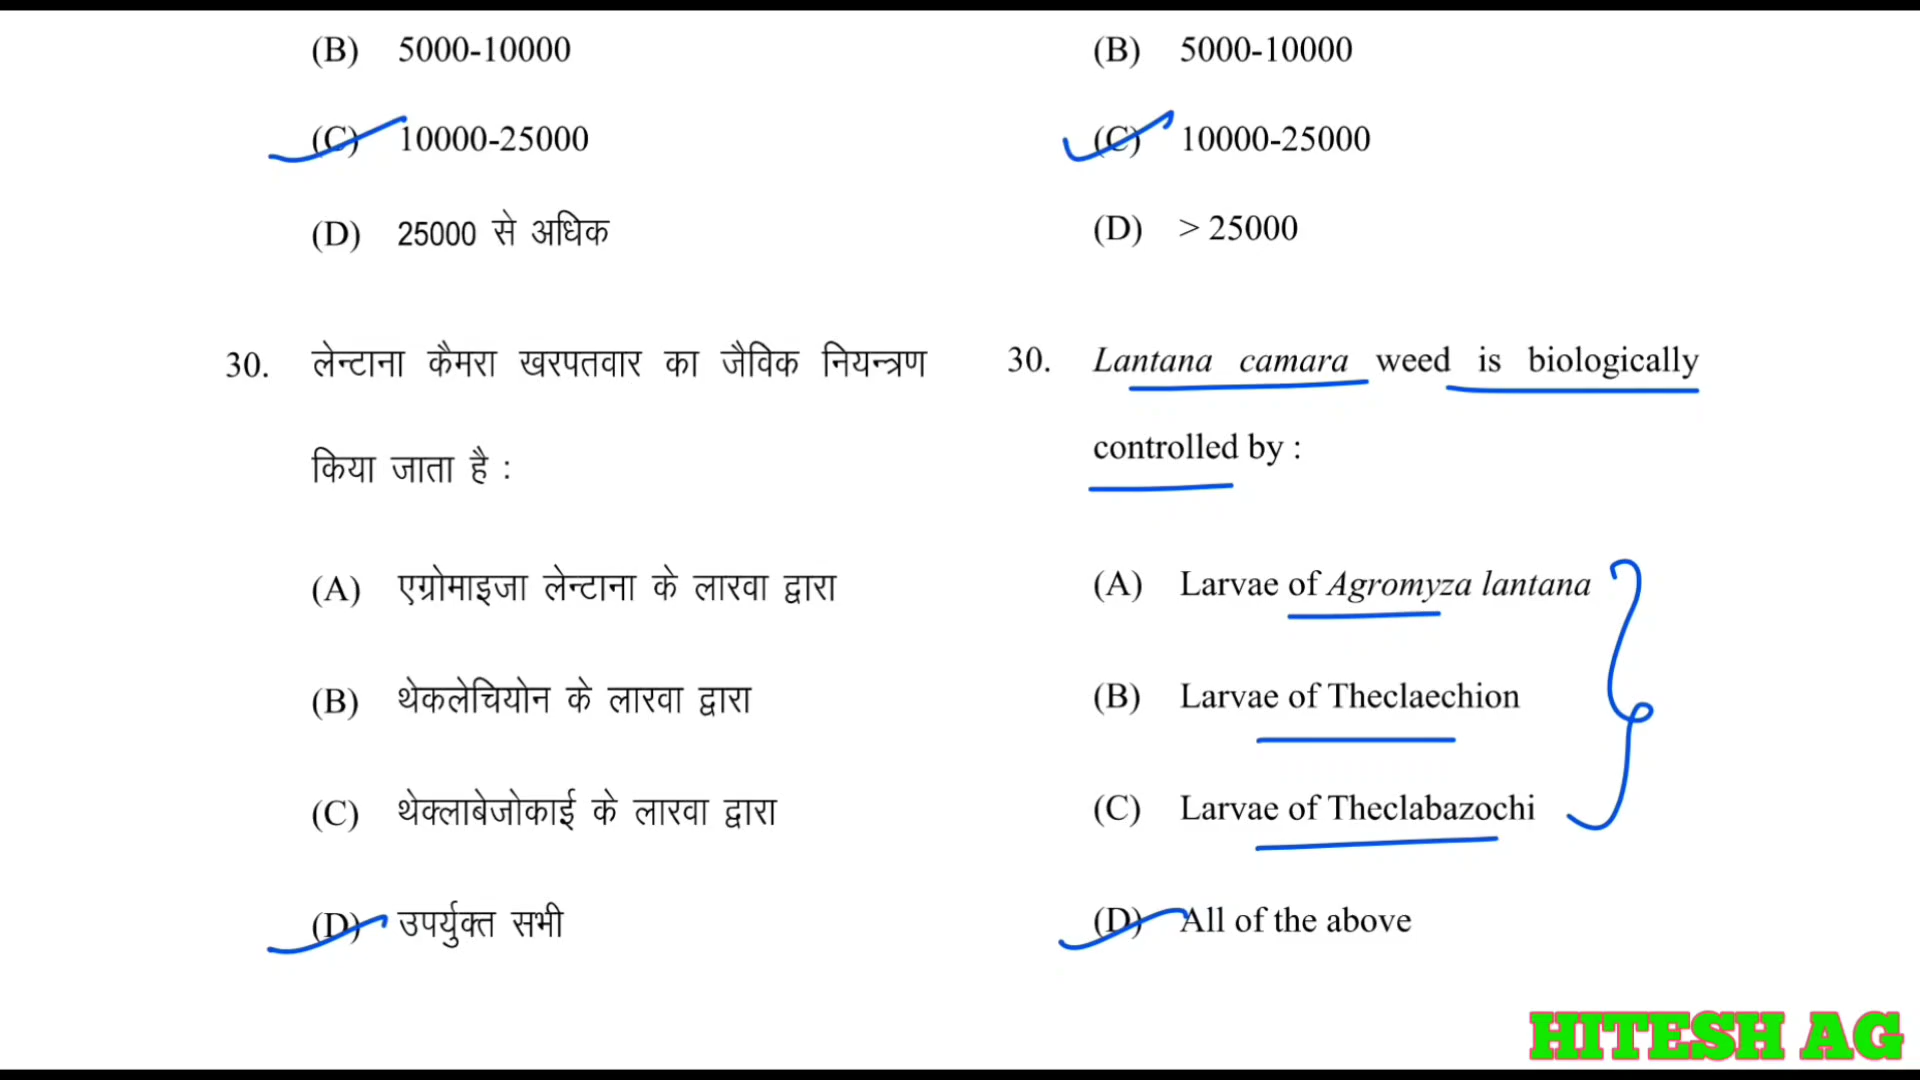 (B) 5000-10000
(C) 10000-25000
(D) 25000 से अधिक
30. लेन्टाना कैमरा खरपतवार का जैविक नियन्त्रण
किया जाता है :
(A) एग्रोमाइजा लेन्टाना के लारवा द्वारा
(B) थेकलेचियोन के लारवा द्वारा
(C) थेक्लाबेजोकाई के लारवा द्वारा
(D) उपर्युक्त सभी
(B) 5000-10000
(C) 10000-25000
(D) > 25000
30. Lantana camara weed is biologically
controlled by :
(A) Larvae of Agromyza lantana
(B) Larvae of Theclaechion
(C) Larvae of Theclabazochi
(D) All of the above
HITESH AG